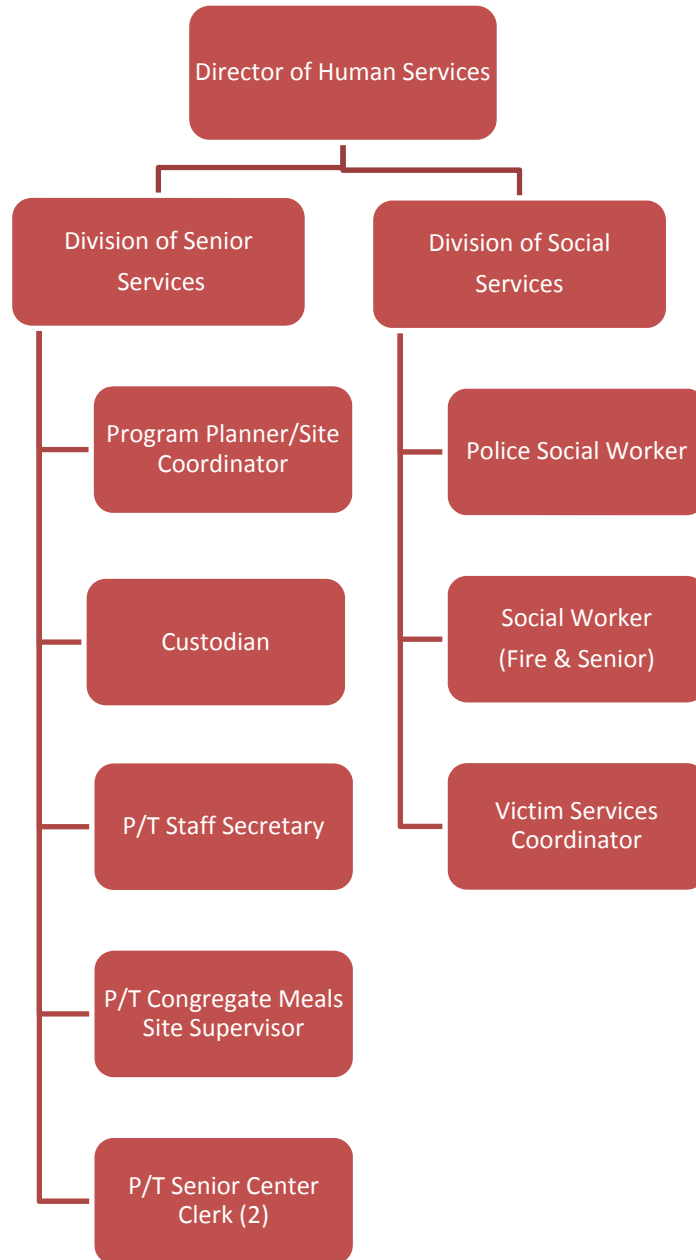 Director of Human Services
Division of Senior
Services
Division of Social
Services
Program Planner/Site
Coordinator
Custodian
P/T Staff Secretary
P/T Congregate Meals
Site Supervisor
P/T Senior Center
Clerk (2)
Police Social Worker
Social Worker
(Fire & Senior)
Victim Services
Coordinator